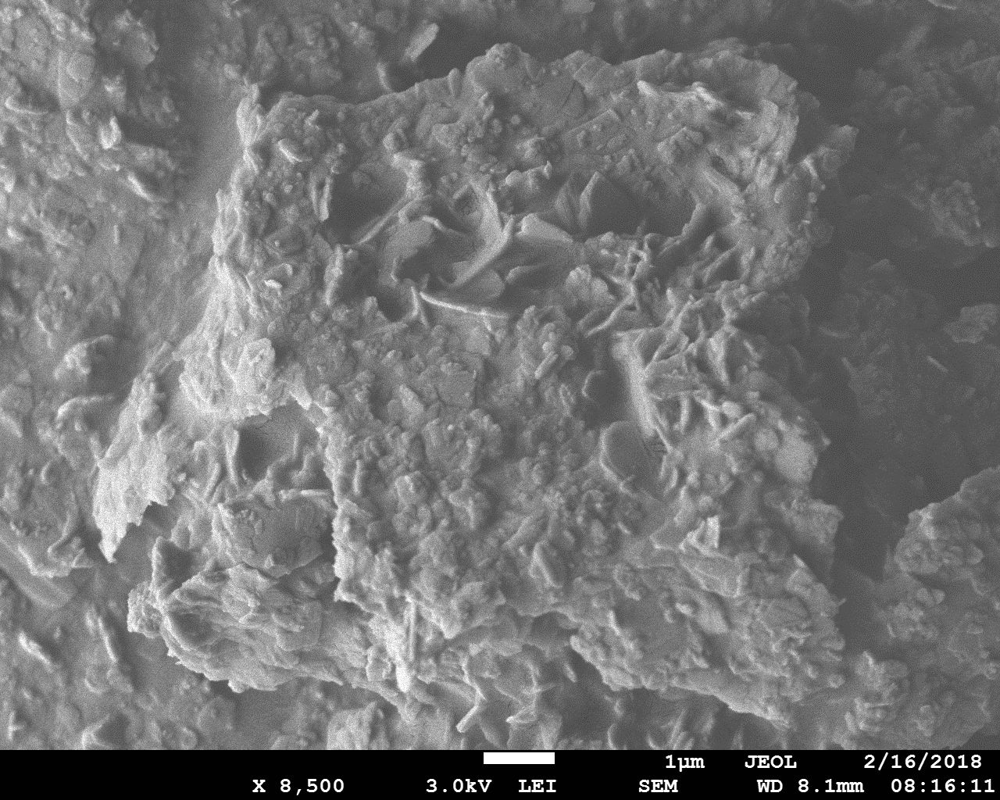 1μm JEOL 2/16/2018
X 8,500 3.0kV LEI SEM WD 8.1mm 08:16:11